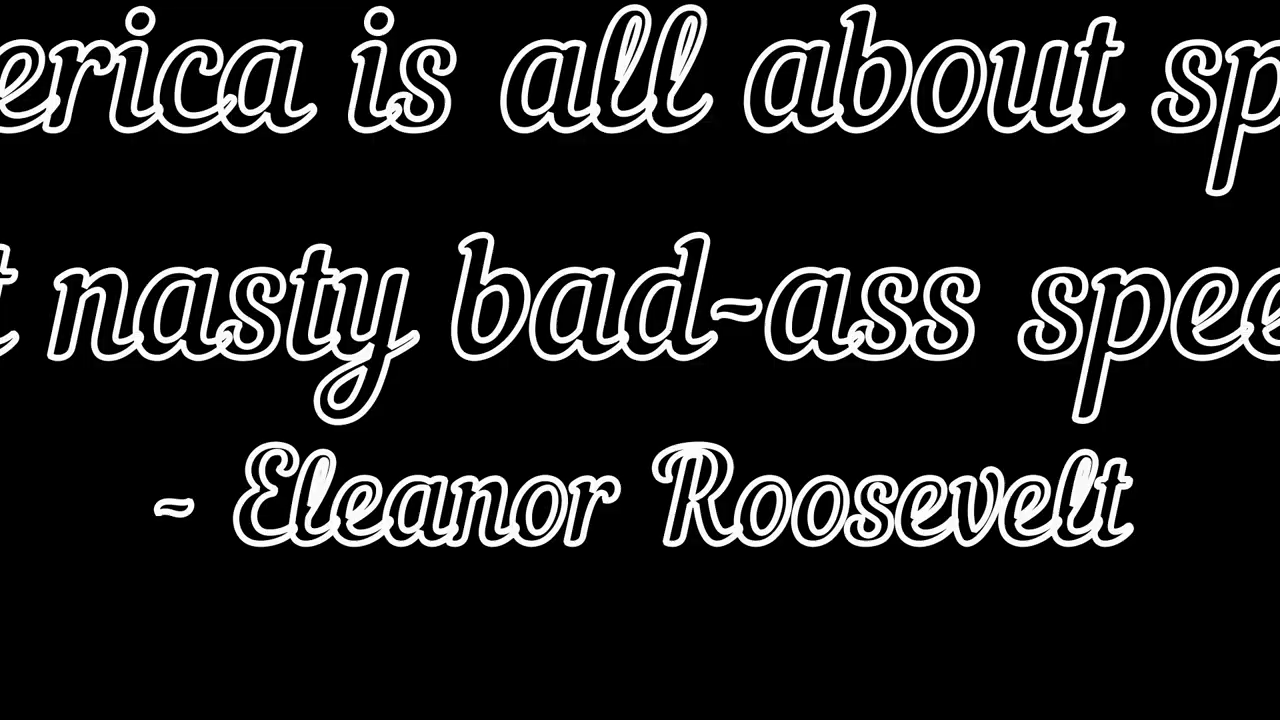 erica is all about sp
t nasty bad-ass spee
- Eleanor Roosevelt